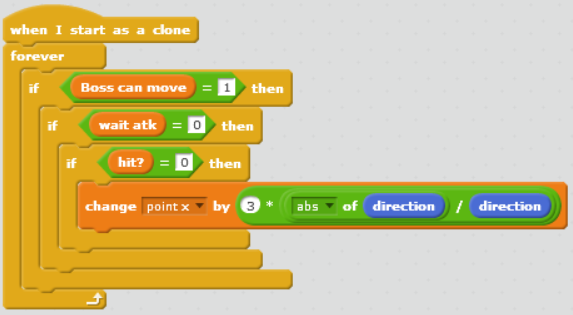 when I start as a clone
forever
if Boss can move = 1 then
if wait atk = 0 then
if hit? = 0 then
change point x by 3 * abs of direction / direction